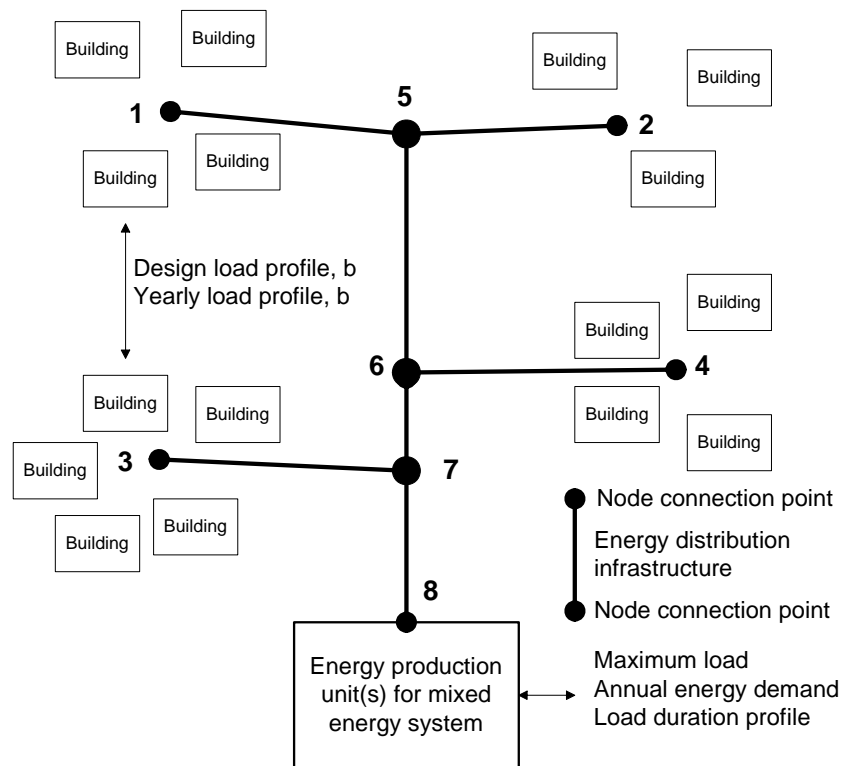 Building
Building
Building
Building
5
1
2
Building
Building
Building
Building
Design load profile, b
Yearly load profile, b
Building
Building
6
4
Building
Building
Building
Building
3
7
Building
Building
Building
Building
Node connection point
Energy distribution
infrastructure
Node connection point
8
Energy production
unit(s) for mixed
energy system
Maximum load
Annual energy demand
Load duration profile